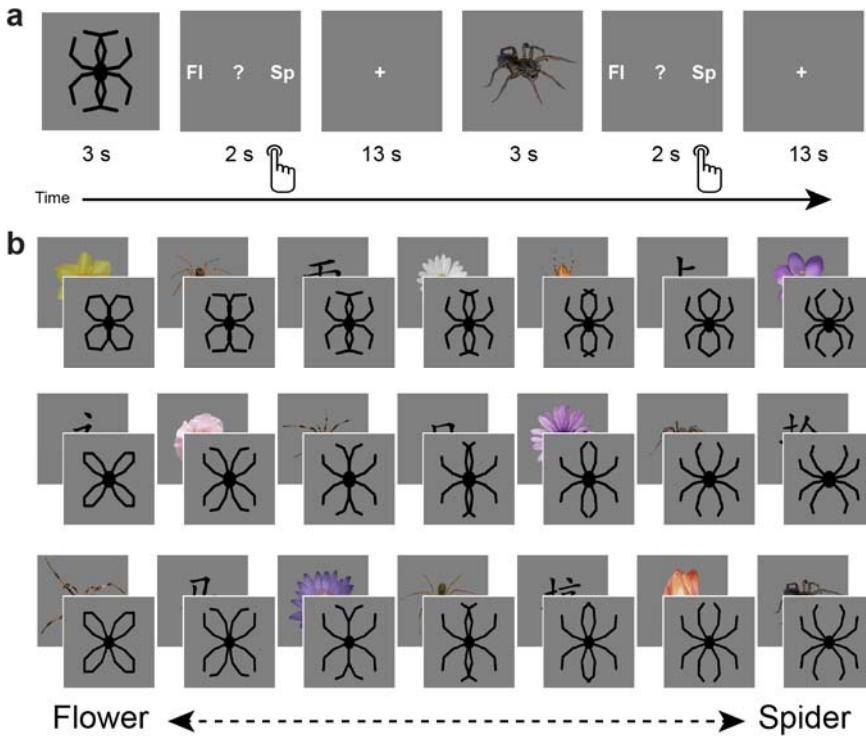 a
Fl ? Sp + Fl ? Sp +
3 s 2 s 13 s 3 s 2 s 13 s
Time
b
Flower Spider